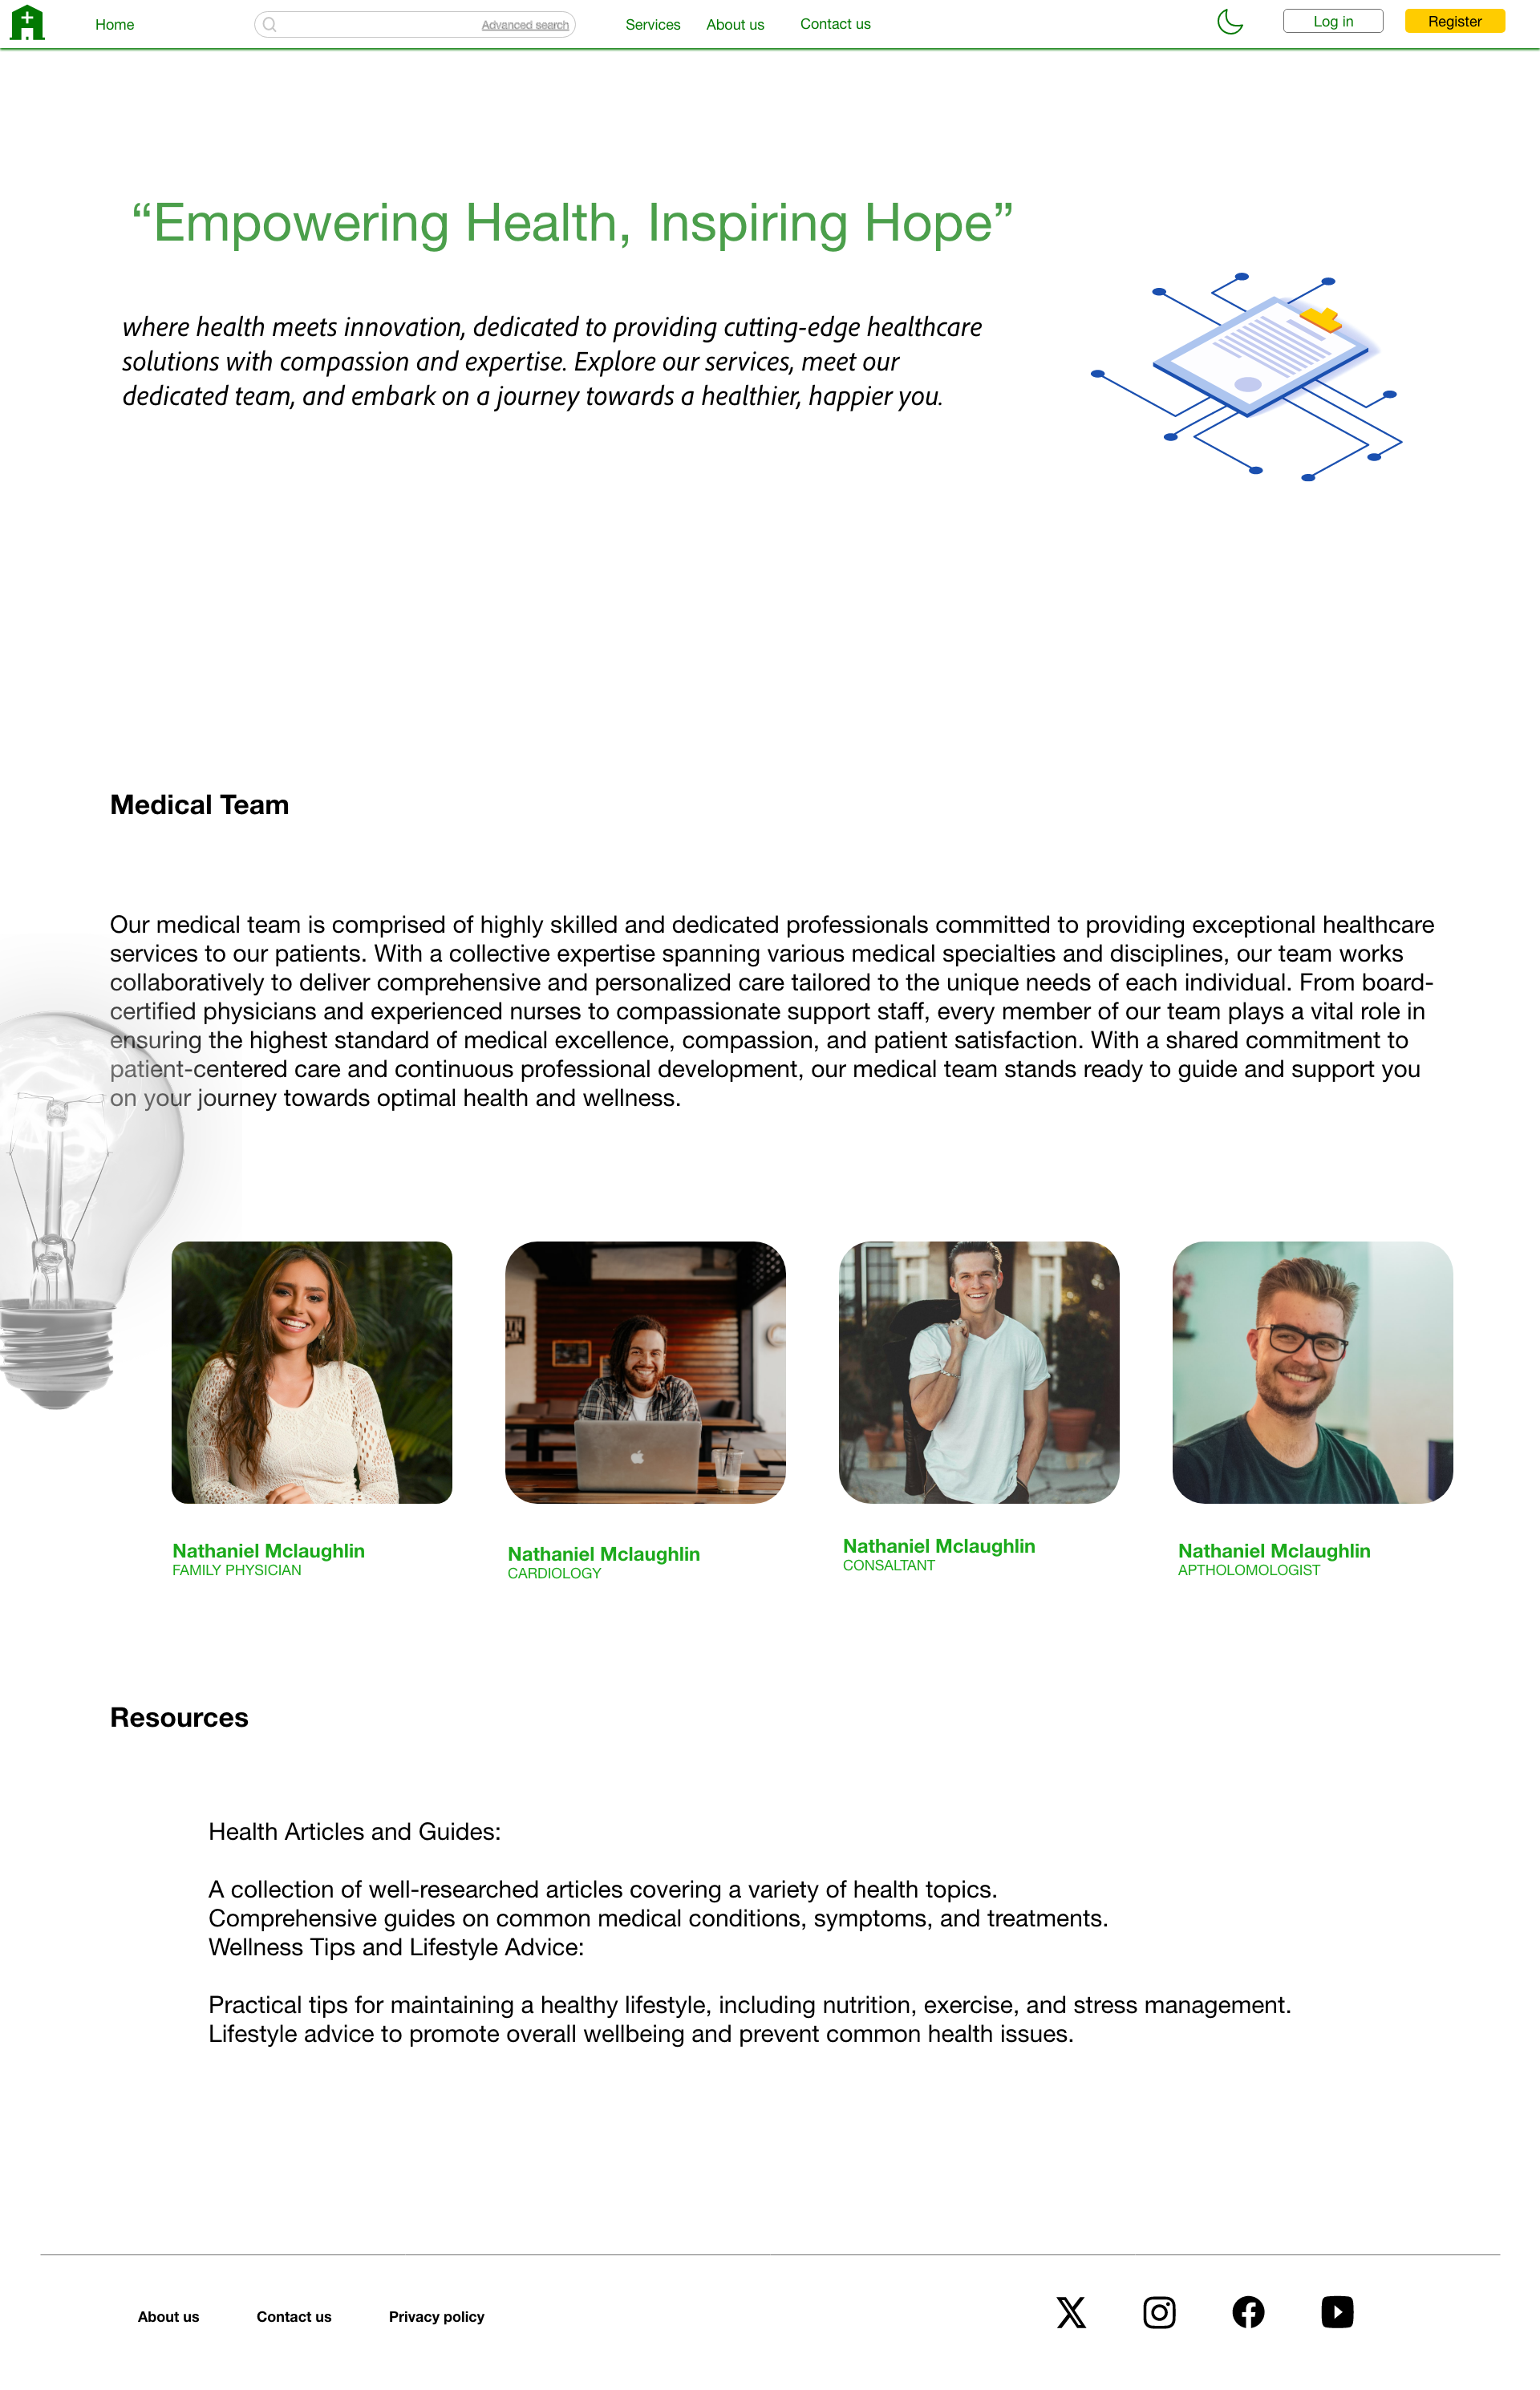 Home
Advanced search
Services
About us
Contact us
Log in
Register
“Empowering Health, Inspiring Hope”
where health meets innovation, dedicated to providing cutting-edge healthcare
solutions with compassion and expertise. Explore our services, meet our
dedicated team, and embark on a journey towards a healthier, happier you.
Medical Team
Our medical team is comprised of highly skilled and dedicated professionals committed to providing exceptional healthcare
services to our patients. With a collective expertise spanning various medical specialties and disciplines, our team works
collaboratively to deliver comprehensive and personalized care tailored to the unique needs of each individual. From board-
certified physicians and experienced nurses to compassionate support staff, every member of our team plays a vital role in
ensuring the highest standard of medical excellence, compassion, and patient satisfaction. With a shared commitment to
patient-centered care and continuous professional development, our medical team stands ready to guide and support you
on your journey towards optimal health and wellness.
Nathaniel Mclaughlin
FAMILY PHYSICIAN
Nathaniel Mclaughlin
CARDIOLOGY
Nathaniel Mclaughlin
CONSALTANT
Nathaniel Mclaughlin
APTHOLOMOLOGIST
Resources
Health Articles and Guides:
A collection of well-researched articles covering a variety of health topics.
Comprehensive guides on common medical conditions, symptoms, and treatments.
Wellness Tips and Lifestyle Advice:
Practical tips for maintaining a healthy lifestyle, including nutrition, exercise, and stress management.
Lifestyle advice to promote overall wellbeing and prevent common health issues.
About us
Contact us
Privacy policy